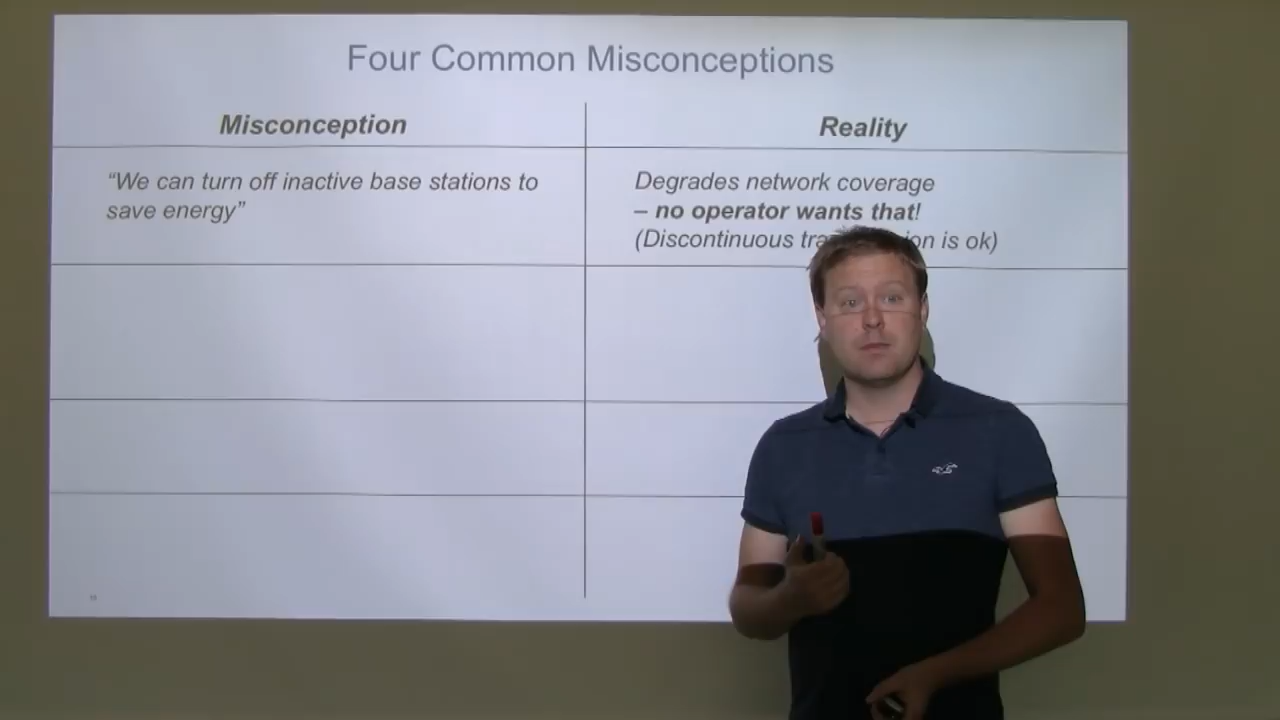 Four Common Misconceptions
Misconception
Reality
“We can turn off inactive base stations to
save energy”
Degrades network coverage
– no operator wants that!
(Discontinuous is ok)